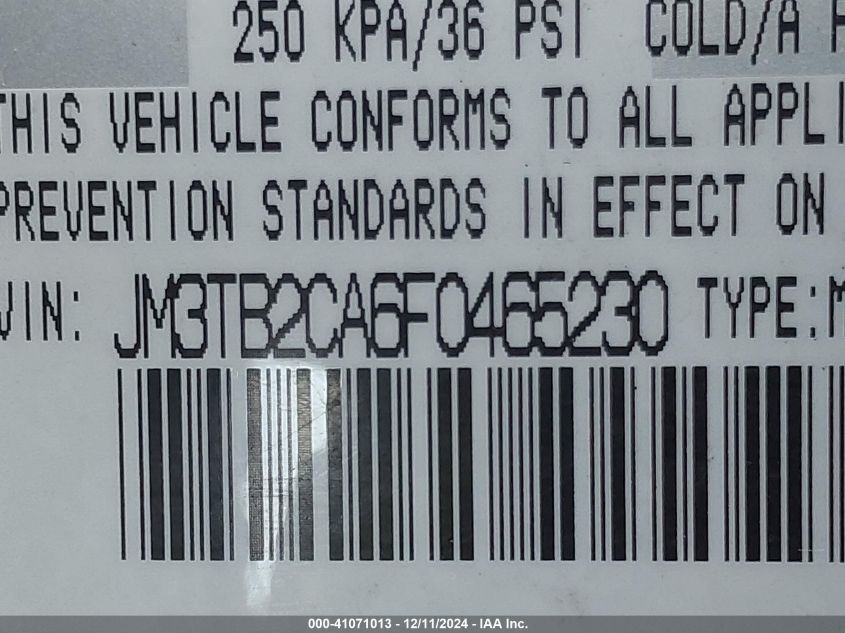 250 KPA/36 PSI COLD/A F
THIS VEHICLE CONFORMS TO ALL APPLI
PREVENTION STANDARDS IN EFFECT ON
VIN: JM3TB2CA6F0465230 TYPE:M
000-41071013 - 12/11/2024 - IAA Inc.